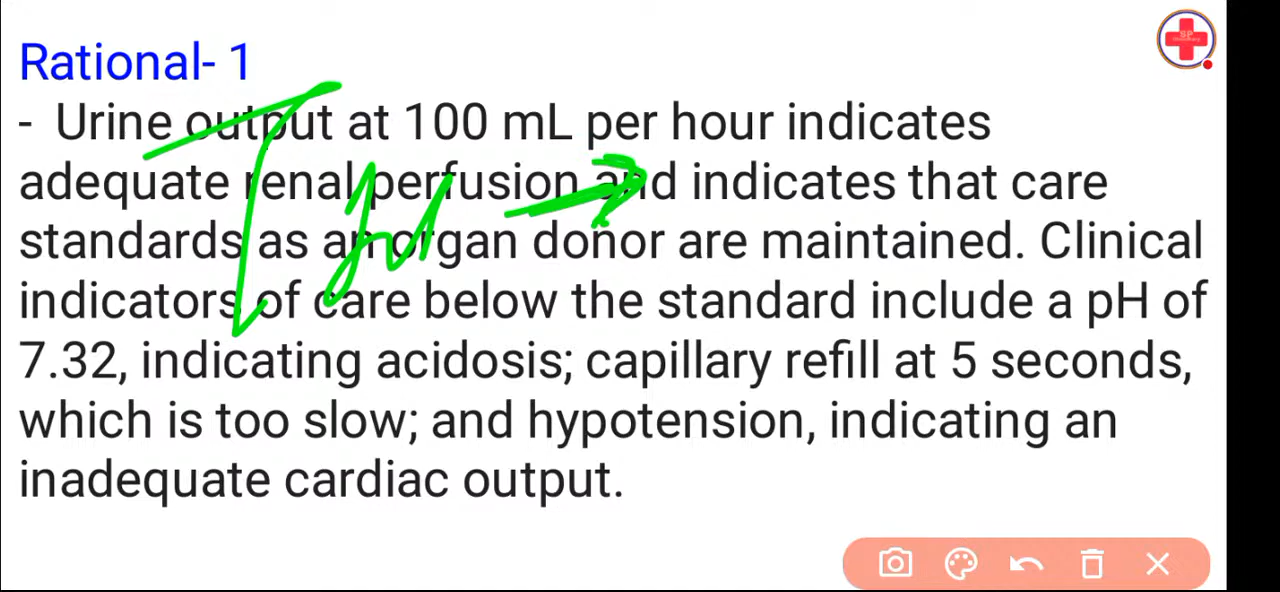 Rational- 1
- Urine output at 100 mL per hour indicates
adequate renal perfusion and indicates that care
standards as an organ donor are maintained. Clinical
indicators of care below the standard include a pH of
7.32, indicating acidosis; capillary refill at 5 seconds,
which is too slow; and hypotension, indicating an
inadequate cardiac output.
SP